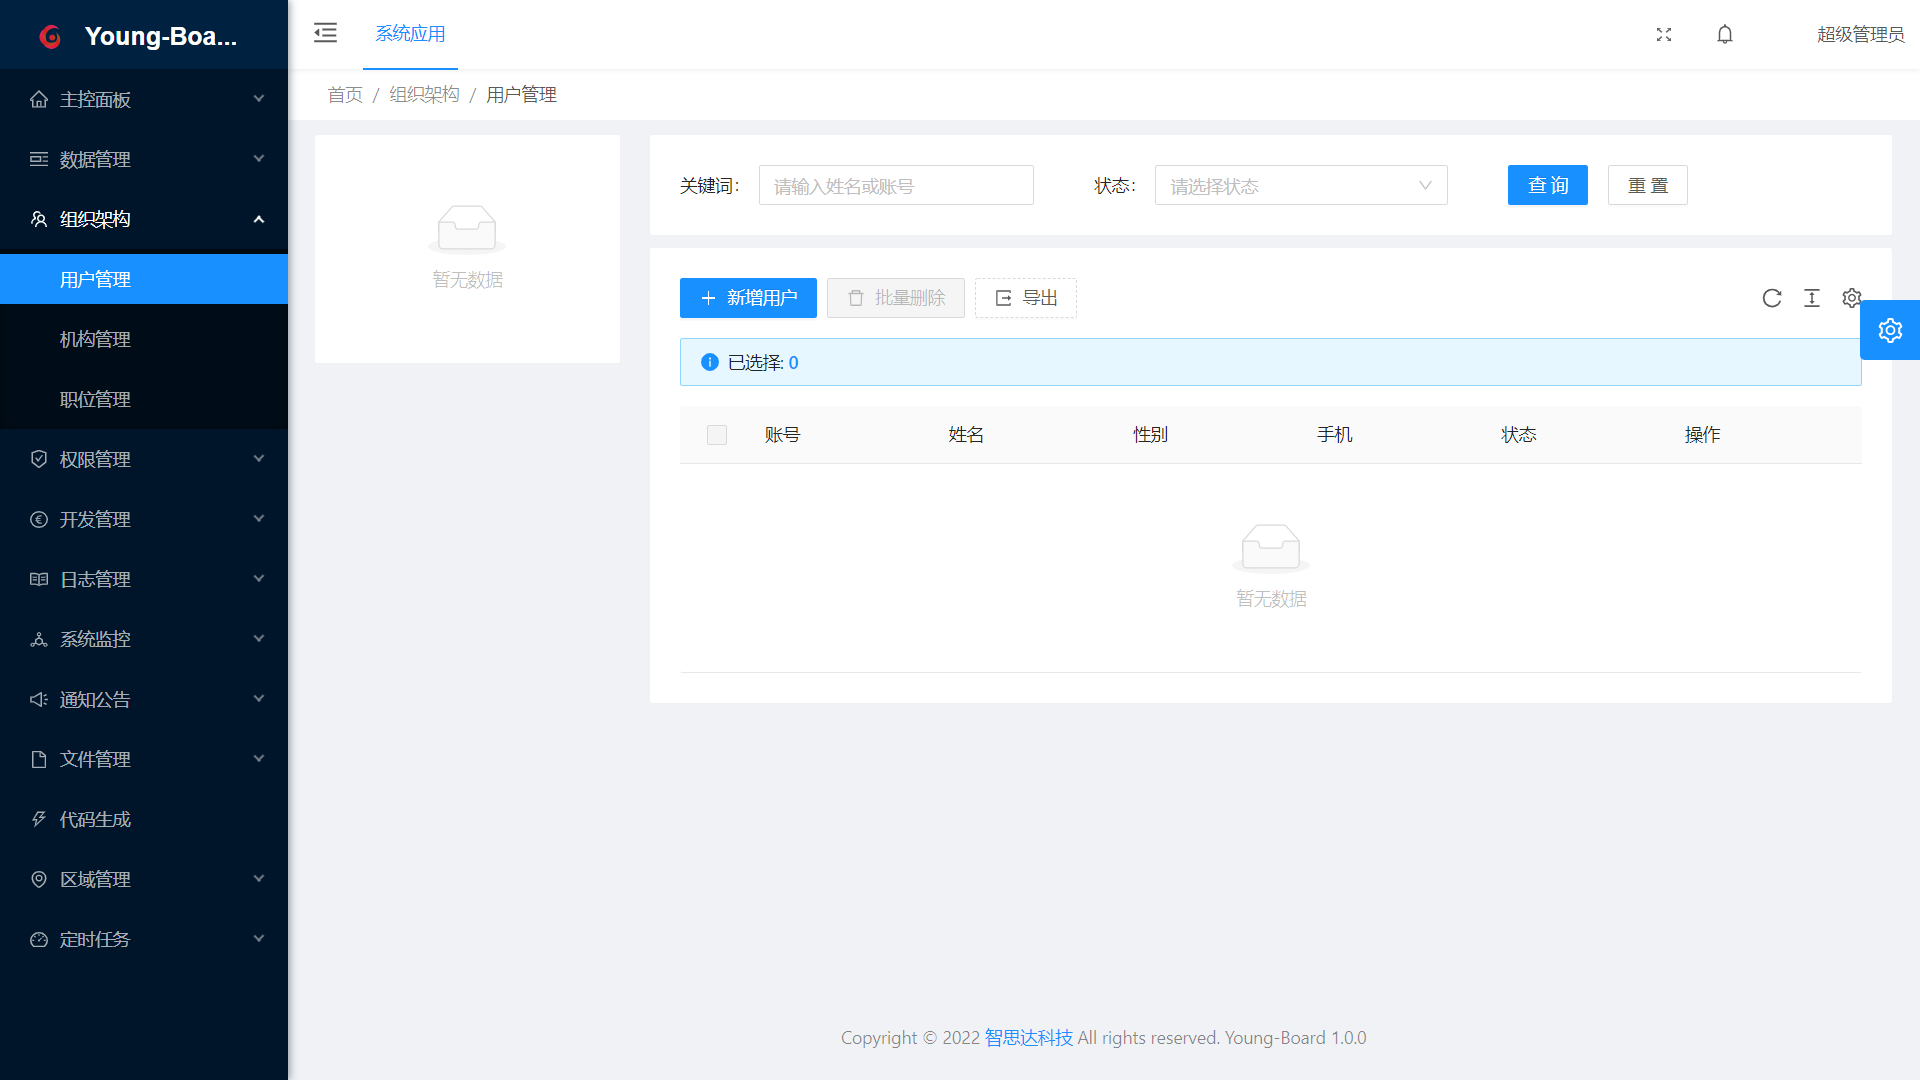 Young-Boa...
系统应用
超级管理员
主控面板
数据管理
组织架构
用户管理
机构管理
职位管理
权限管理
开发管理
日志管理
系统监控
通知公告
文件管理
代码生成
区域管理
定时任务
首页 / 组织架构 / 用户管理
暂无数据
关键词: 请输入姓名或账号 状态: 请选择状态 查 询 重 置
新增用户 批量删除 导出
已选择: 0
账号 姓名 性别 手机 状态 操作
暂无数据
Copyright © 2022 智思达科技 All rights reserved. Young-Board 1.0.0